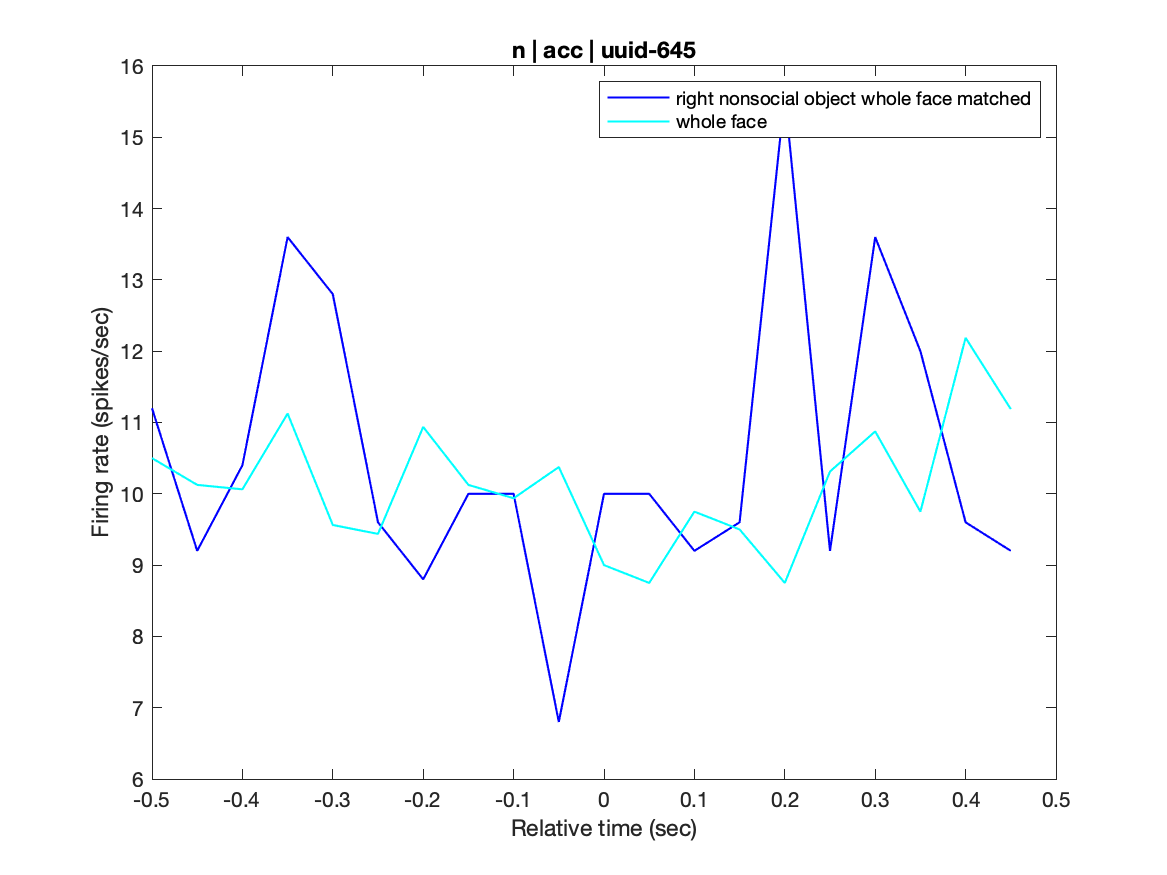 n | acc | uuid-645
right nonsocial object whole face matched
whole face
16
15
14
13
12
11
10
9
8
7
6
Firing rate (spikes/sec)
-0.5 -0.4 -0.3 -0.2 -0.1 0 0.1 0.2 0.3 0.4 0.5
Relative time (sec)